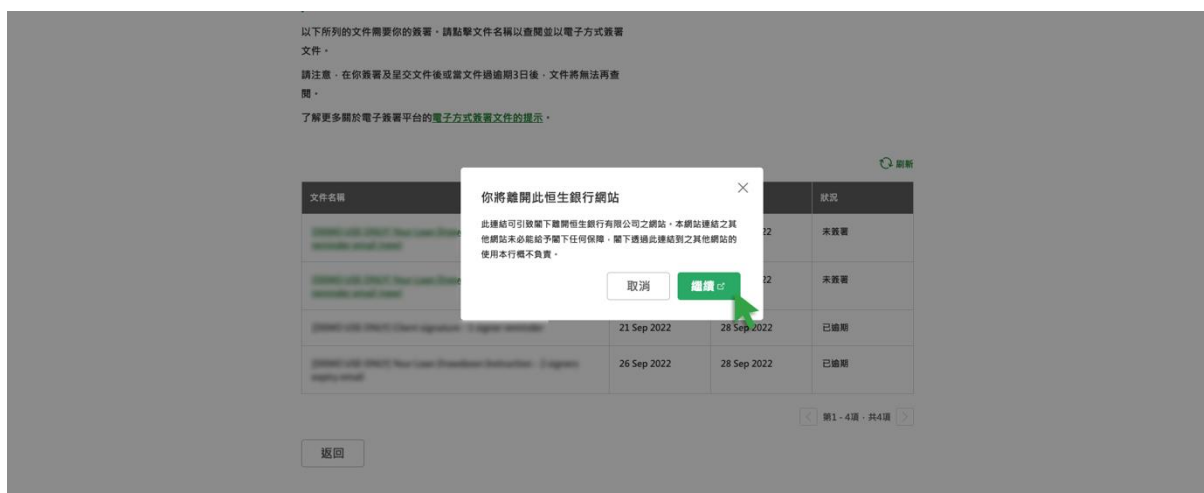 以下所列的文件需要你的簽署。請點擊文件名稱以查閱並以電子方式簽署
文件。
請注意,在你簽署及呈交文件後或當文件過逾期3日後,文件將無法再查
閱。
了解更多關於電子簽署平台的電子方式簽署文件的提示。
刷新
文件名稱
狀況
你將離開此恒生銀行網站
此連結可引致閣下離開恒生銀行有限公司之網站。本網站連結之其
他網站未必能給予閣下任何保障,閣下透過此連結到之其他網站的
使用本行概不負責。
取消
繼續
22
未簽署
22
未簽署
21 Sep 2022
28 Sep 2022
已逾期
26 Sep 2022
28 Sep 2022
已逾期
第1 - 4項,共4項
返回